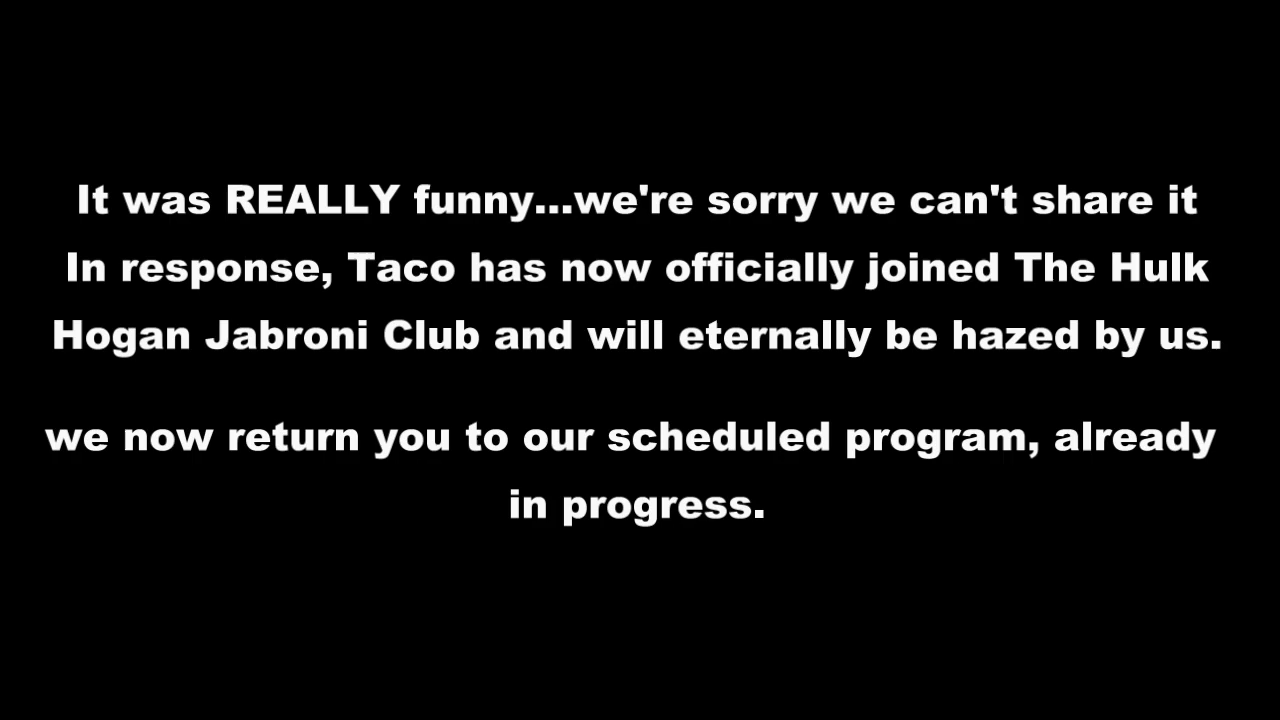 It was REALLY funny...we're sorry we can't share it
In response, Taco has now officially joined The Hulk
Hogan Jabroni Club and will eternally be hazed by us.
we now return you to our scheduled program, already
in progress.